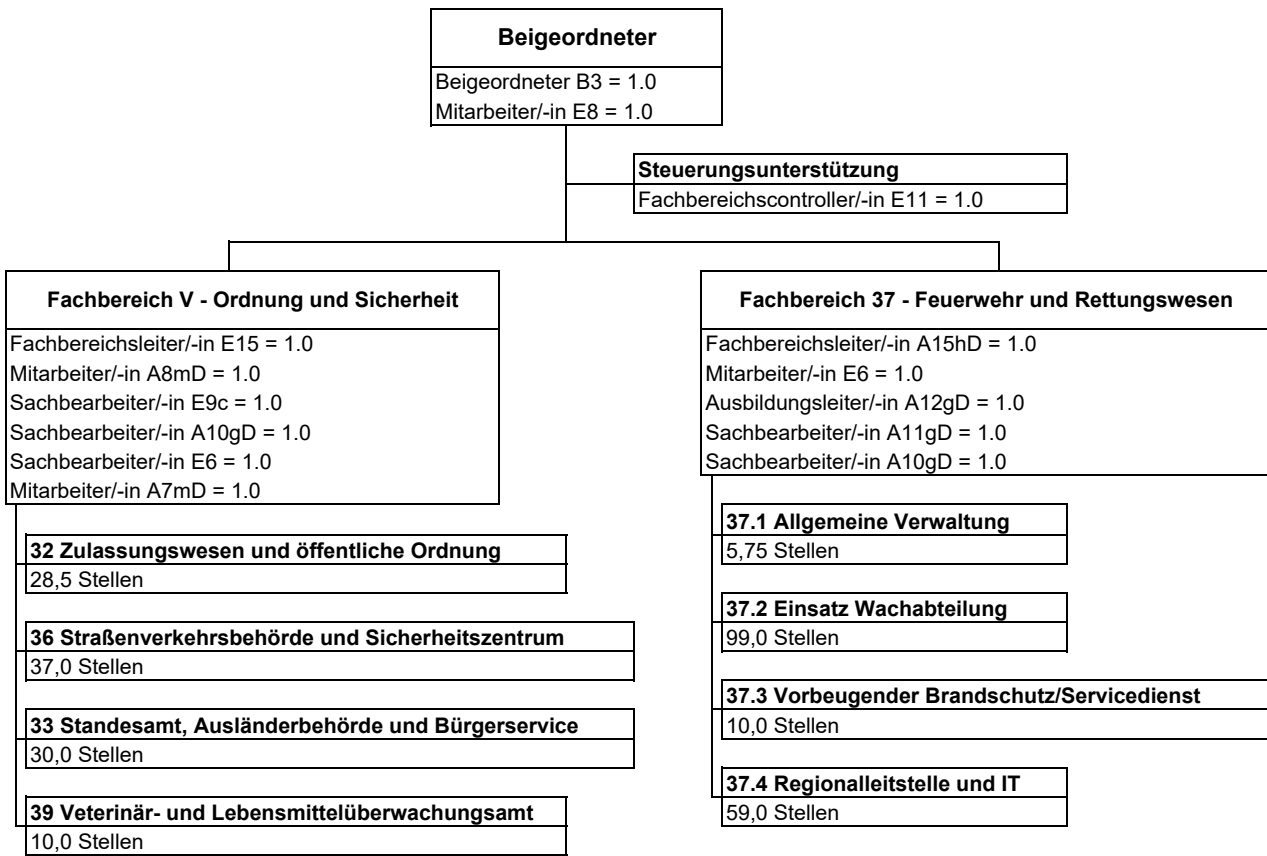 Beigeordneter
Beigeordneter B3 = 1.0
Mitarbeiter/-in E8 = 1.0
Steuerungsunterstützung
Fachbereichscontroller/-in E11 = 1.0
Fachbereich V - Ordnung und Sicherheit
Fachbereichsleiter/-in E15 = 1.0
Mitarbeiter/-in A8mD = 1.0
Sachbearbeiter/-in E9c = 1.0
Sachbearbeiter/-in A10gD = 1.0
Sachbearbeiter/-in E6 = 1.0
Mitarbeiter/-in A7mD = 1.0
32 Zulassungswesen und öffentliche Ordnung
28,5 Stellen
36 Straßenverkehrsbehörde und Sicherheitszentrum
37,0 Stellen
33 Standesamt, Ausländerbehörde und Bürgerservice
30,0 Stellen
39 Veterinär- und Lebensmittelüberwachungsamt
10,0 Stellen
Fachbereich 37 - Feuerwehr und Rettungswesen
Fachbereichsleiter/-in A15hD = 1.0
Mitarbeiter/-in E6 = 1.0
Ausbildungsleiter/-in A12gD = 1.0
Sachbearbeiter/-in A11gD = 1.0
Sachbearbeiter/-in A10gD = 1.0
37.1 Allgemeine Verwaltung
5,75 Stellen
37.2 Einsatz Wachabteilung
99,0 Stellen
37.3 Vorbeugender Brandschutz/Servicedienst
10,0 Stellen
37.4 Regionalleitstelle und IT
59,0 Stellen